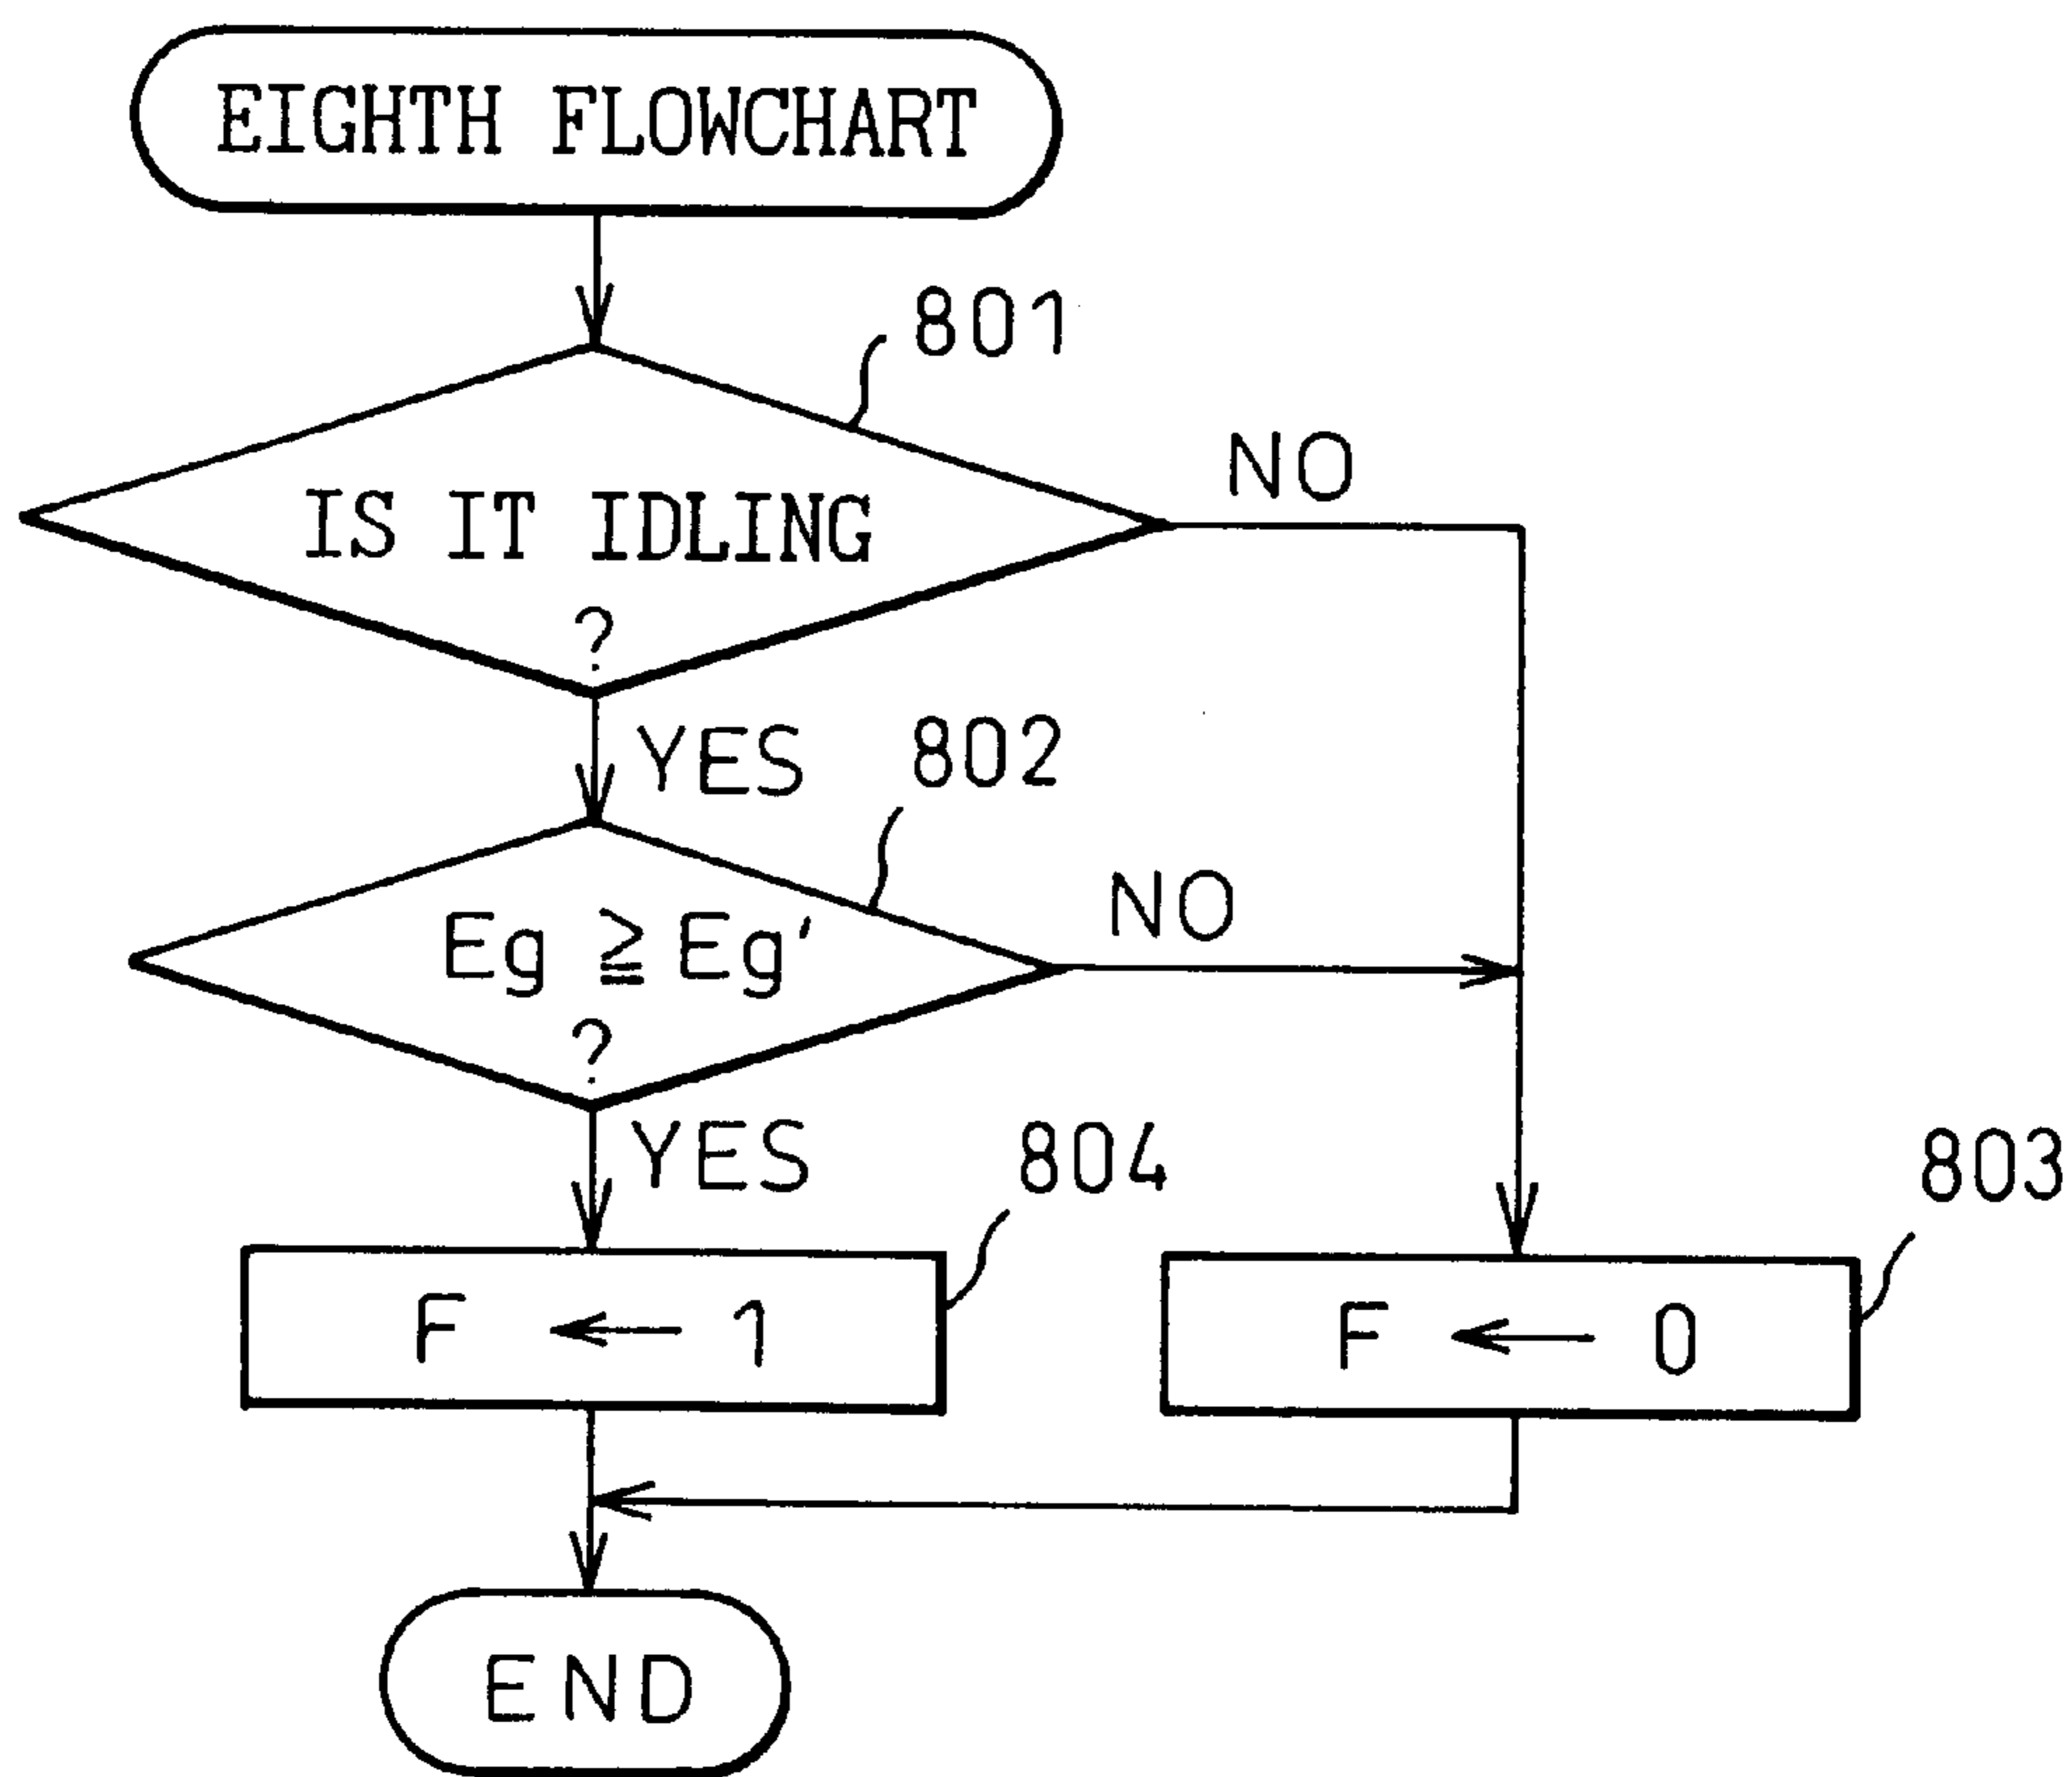 EIGHTH FLOWCHART
801
IS IT IDLING
?
NO
YES
802
Eg ≧ Eg'
?
NO
YES
804
803
F ← 1
F ← 0
END